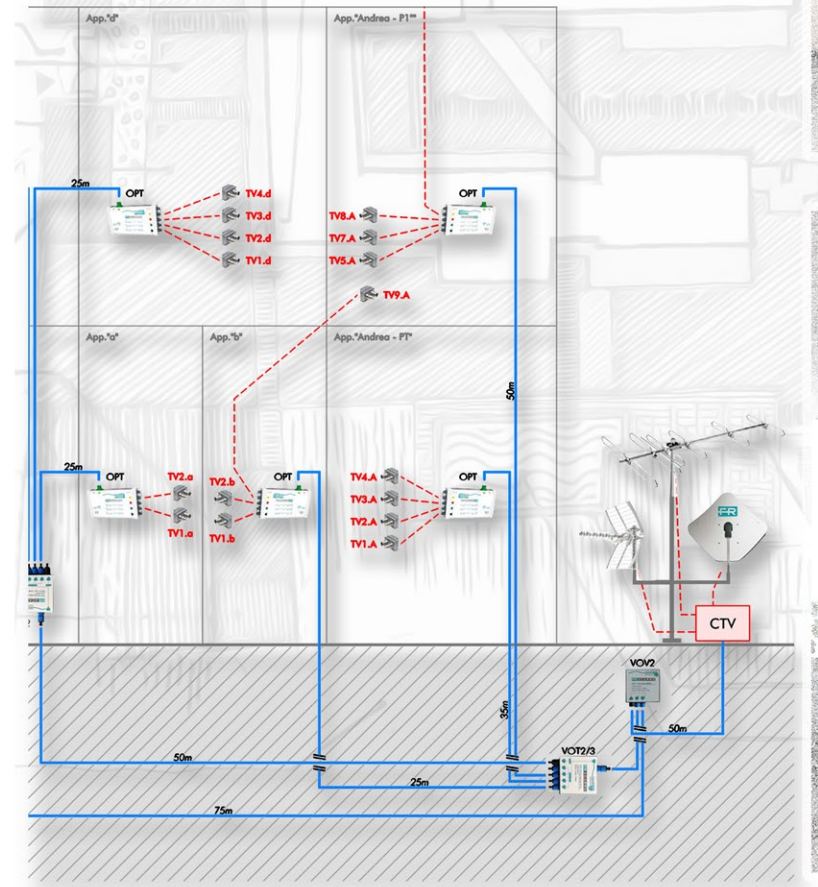 App."d"
App."Andrea - P1°"
25m
OPT
OPT
TV4.d
TV3.d
TV2.d
TV1.d
TV8.A
TV7.A
TV5.A
TV9.A
App."a"
App."b"
App."Andrea - PT"
50m
25m
OPT
OPT
OPT
TV2.a
TV1.a
TV2.b
TV1.b
TV4.A
TV3.A
TV2.A
TV1.A
FR
CTV
VOV2
35m
50m
VOT2/3
50m
25m
75m